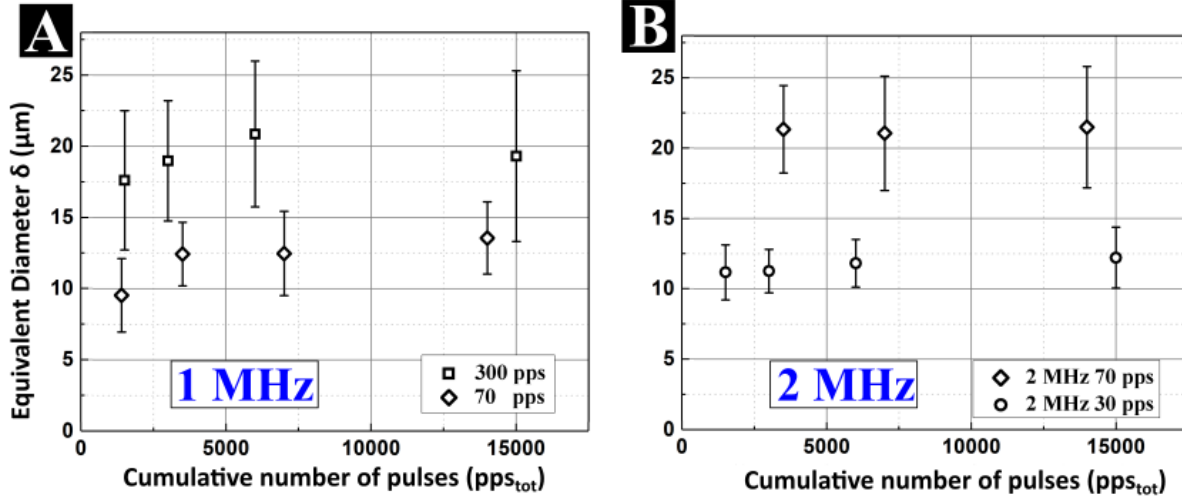 A
Equivalent Diameter δ (μm)
25
20
15
10
5
0
1 MHz
300 pps
70 pps
0
5000
10000
15000
Cumulative number of pulses (ppstot)
B
25
20
15
10
5
0
2 MHz
2 MHz 70 pps
2 MHz 30 pps
0
5000
10000
15000
Cumulative number of pulses (ppstot)